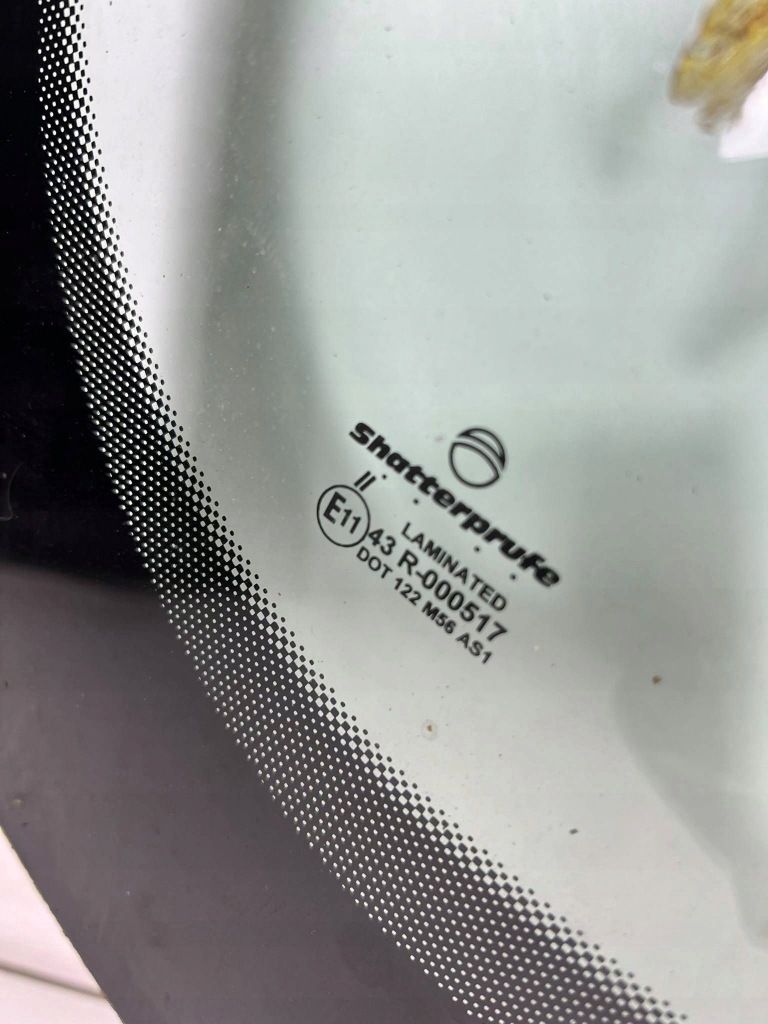 Shatterprufe
II
LAMINATED
E11 43 R-000517
DOT 122 M56 AS1